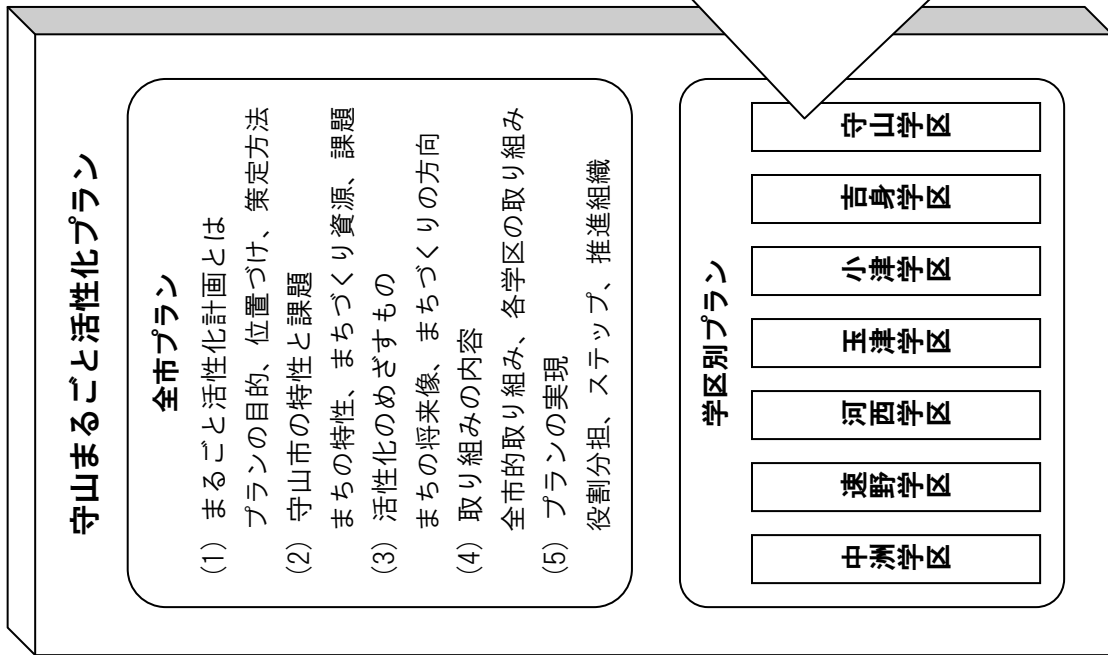 守山まるごと活性化プラン
全市プラン
(1) まるごと活性化計画とは
プランの目的、位置づけ、策定方法
(2) 守山市の特性と課題
まちの特性、まちづくり資源、課題
(3) 活性化のめざすもの
まちの将来像、まちづくりの方向
(4) 取り組みの内容
全市的取り組み、各学区の取り組み
(5) プランの実現
役割分担、ステップ、推進組織
学区別プラン
守山学区
吉身学区
小津学区
玉津学区
河西学区
速野学区
中洲学区